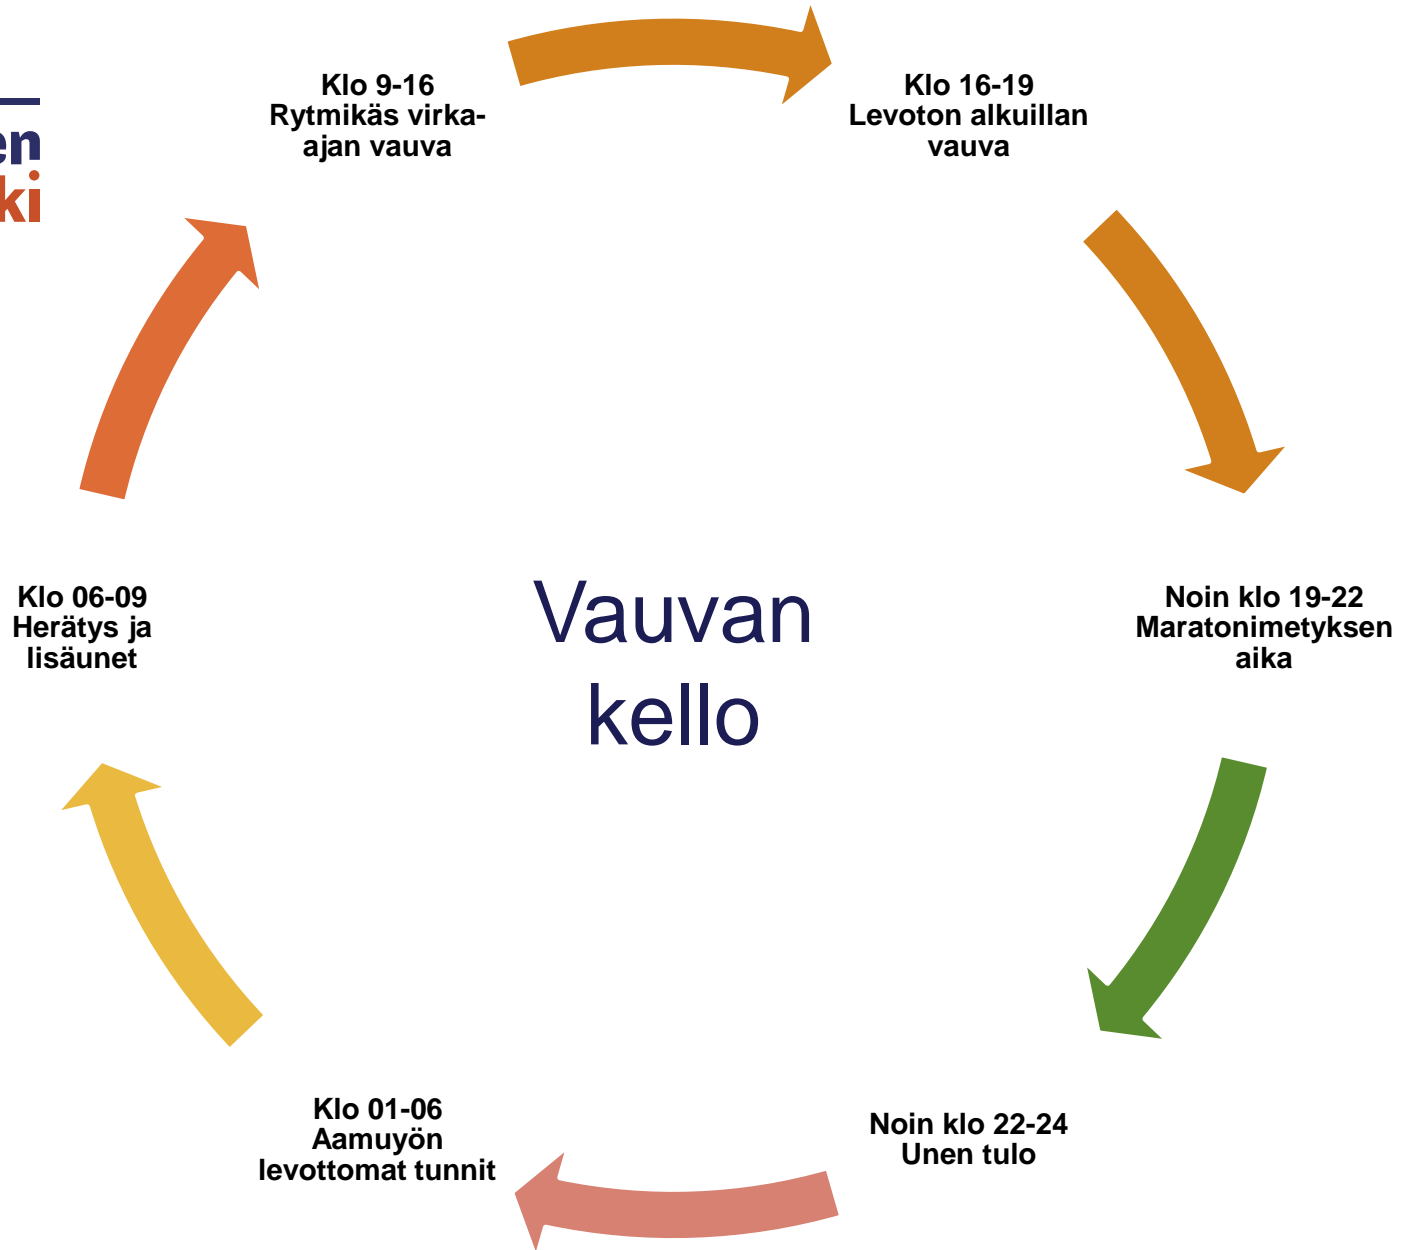 Klo 9-16
Rytmikäs virka-
ajan vauva
Klo 16-19
Levoton alkuillan
vauva
Noin klo 19-22
Maratonimetyksen
aika
Noin klo 22-24
Unen tulo
Klo 01-06
Aamuyön
levottomat tunnit
Klo 06-09
Herätys ja
lisäunet
Vauvan
kello